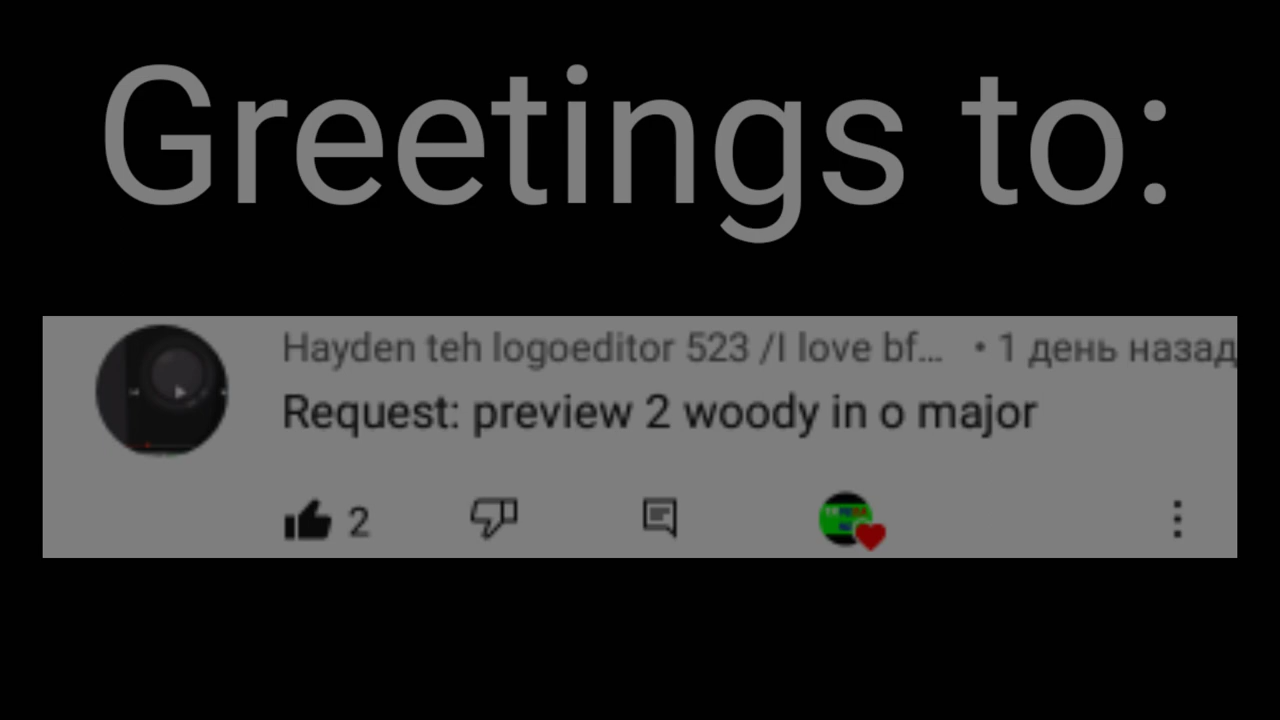 Greetings to:
Hayden teh logoeditor 523 /I love bf... • 1 день назад
Request: preview 2 woody in o major
2